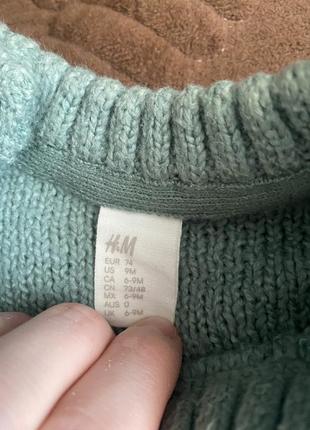 H&M
EUR 74
US 9M
CA 6-9M
CN 73/48
MX 6-9M
AUS 0
UK 6-9M